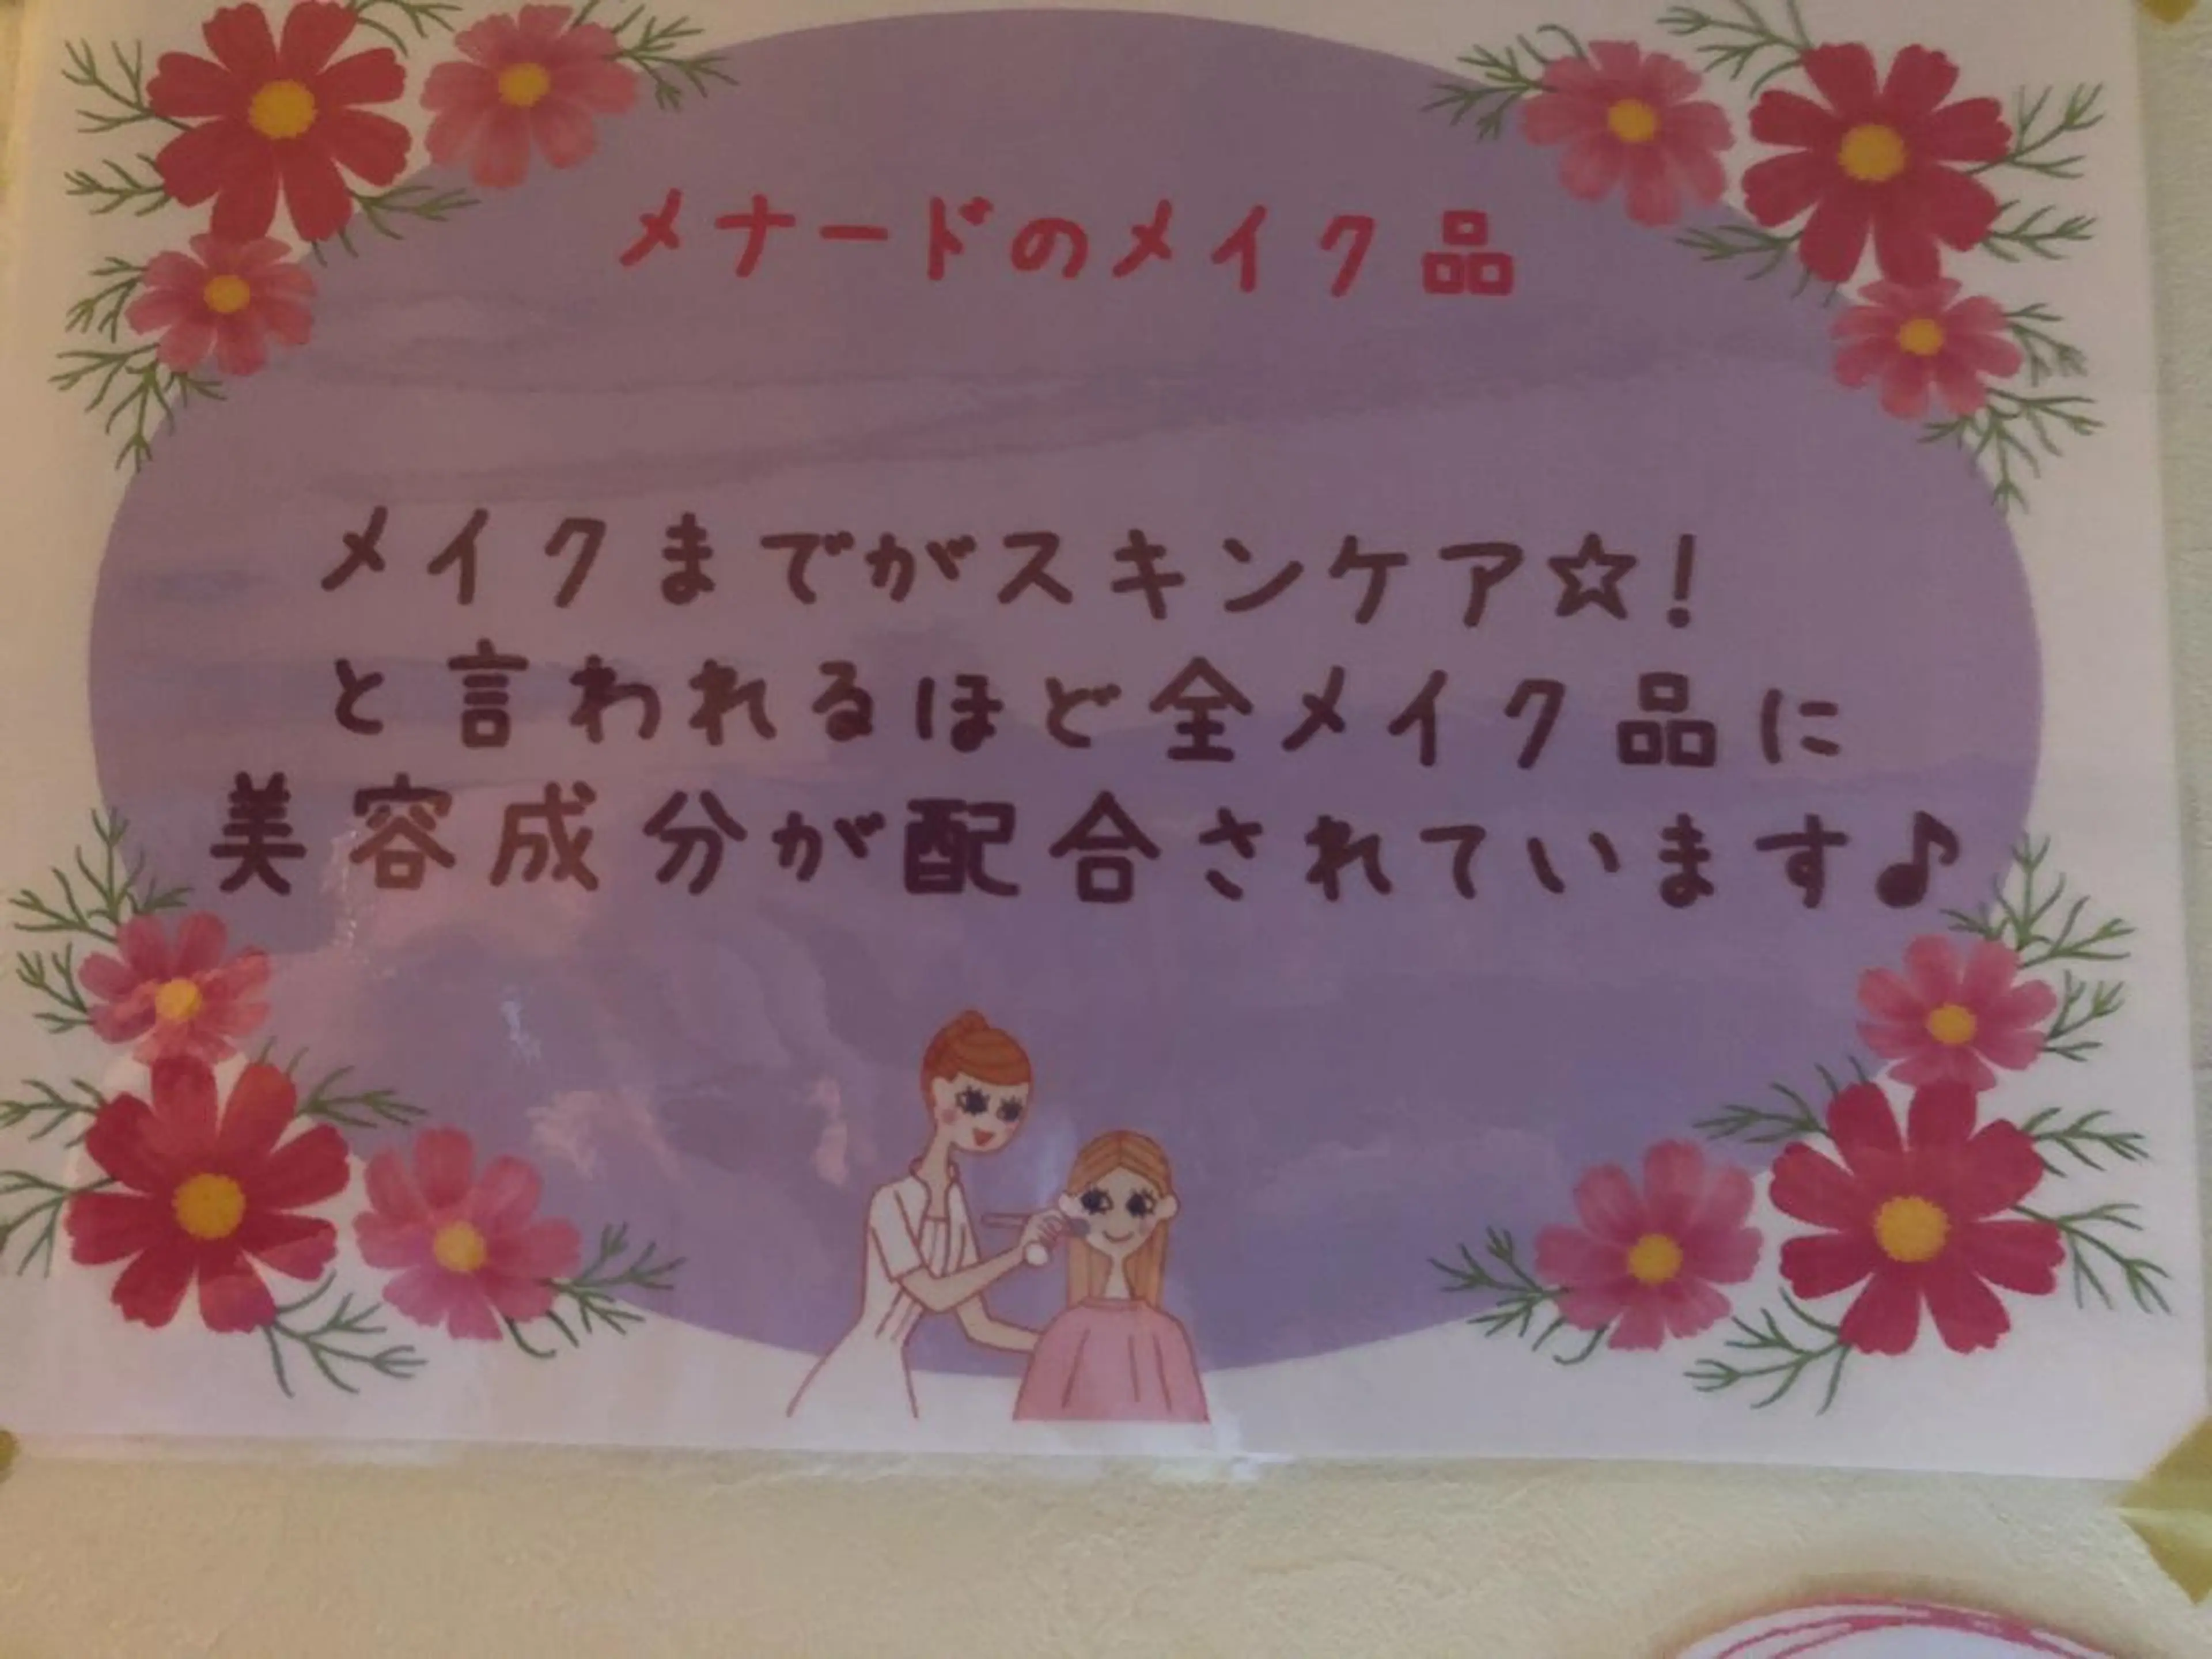 メナードのメイク品
メイクまでがスキンケア☆!
と言われるほど全メイク品に
美容成分が配合されています♪